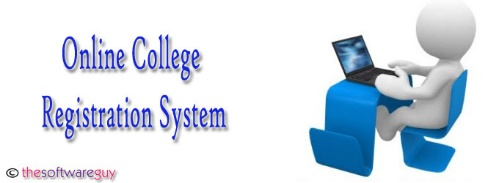 Online College
Registration System
© thesoftwareguy